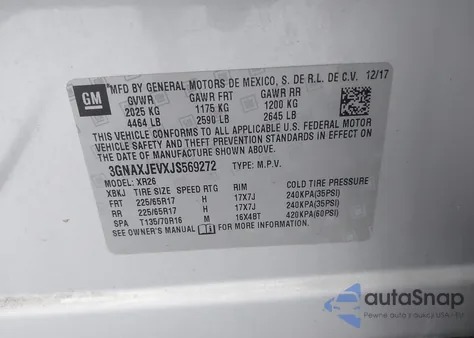 GM
MFD BY GENERAL MOTORS DE MEXICO, S. DE R.L. DE C.V. 12/17
GVWR GAWR FRT GAWR RR
2025 KG 1175 KG 1200 KG
4464 LB 2590 LB 2645 LB
THIS VEHICLE CONFORMS TO ALL APPLICABLE U.S. FEDERAL MOTOR
VEHICLE SAFETY, AND THEFT PREVENTION STANDARDS IN EFFECT
ON THE DATE OF MANUFACTURE SHOWN ABOVE.
3GNAXJEVXJS569272 TYPE: M.P.V.
MODEL: XR26
XBKJ TIRE SIZE SPEED RTG RIM COLD TIRE PRESSURE
FRT 225/65R17 H 17X7J 240KPA(35PSI)
RR 225/65R17 H 17X7J 240KPA(35PSI)
SPA T135/70R16 M 16X4BT 420KPA(60PSI)
SEE OWNER'S MANUAL FOR MORE INFORMATION.
autoSnap